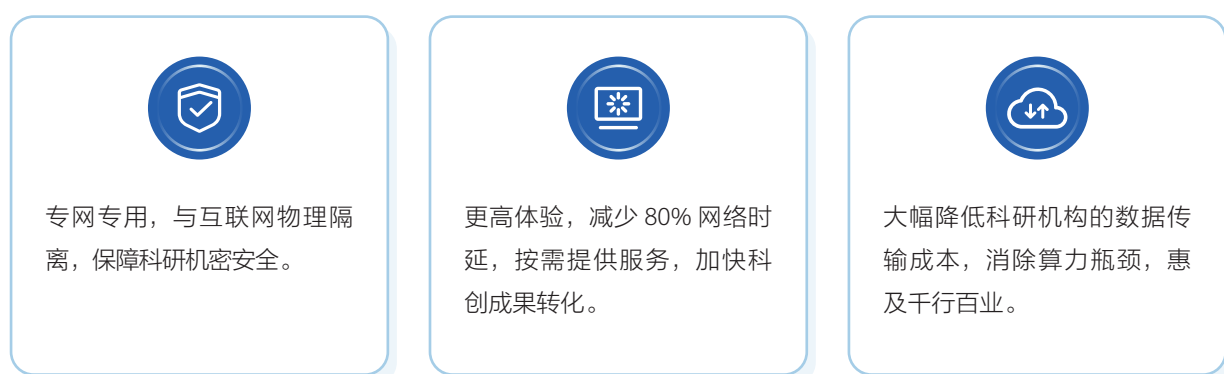 专网专用，与互联网物理隔
离，保障科研机密安全。
更高体验，减少 80% 网络时
延，按需提供服务，加快科
创成果转化。
大幅降低科研机构的数据传
输成本，消除算力瓶颈，惠
及千行百业。